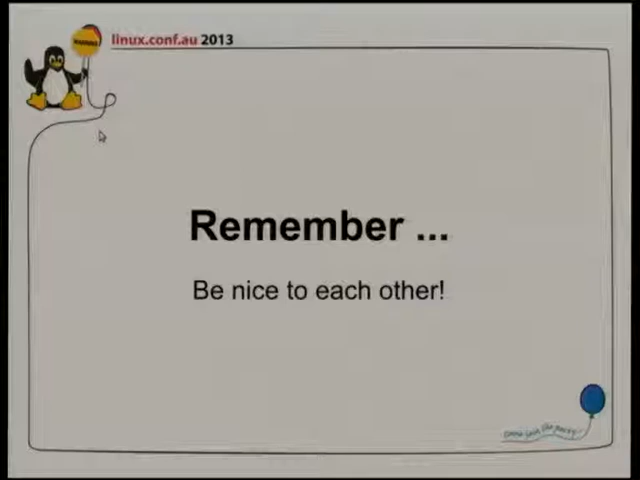 linux.conf.au 2013
Remember ...
Be nice to each other!